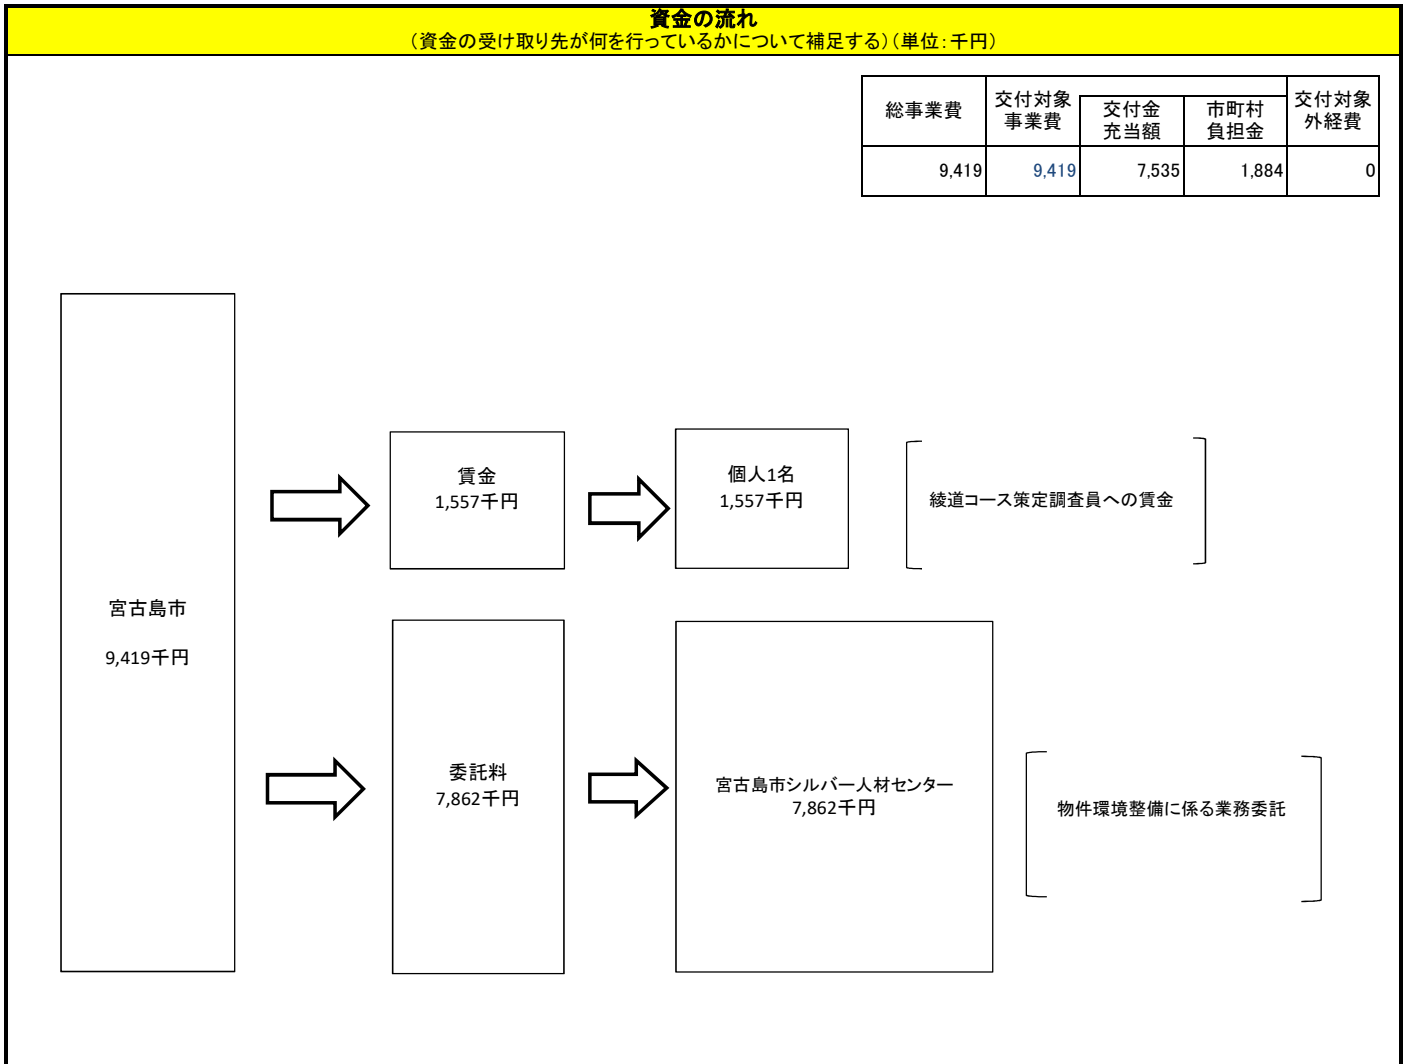 資金の流れ
（資金の受け取り先が何を行っているかについて補足する）（単位：千円）
総事業費
交付対象
事業費
交付金
充当額
市町村
負担金
交付対象
外経費
9,419
9,419
7,535
1,884
0
宮古島市
9,419千円
賃金
1,557千円
個人1名
1,557千円
綾道コース策定調査員への賃金
委託料
7,862千円
宮古島市シルバー人材センター
7,862千円
物件環境整備に係る業務委託